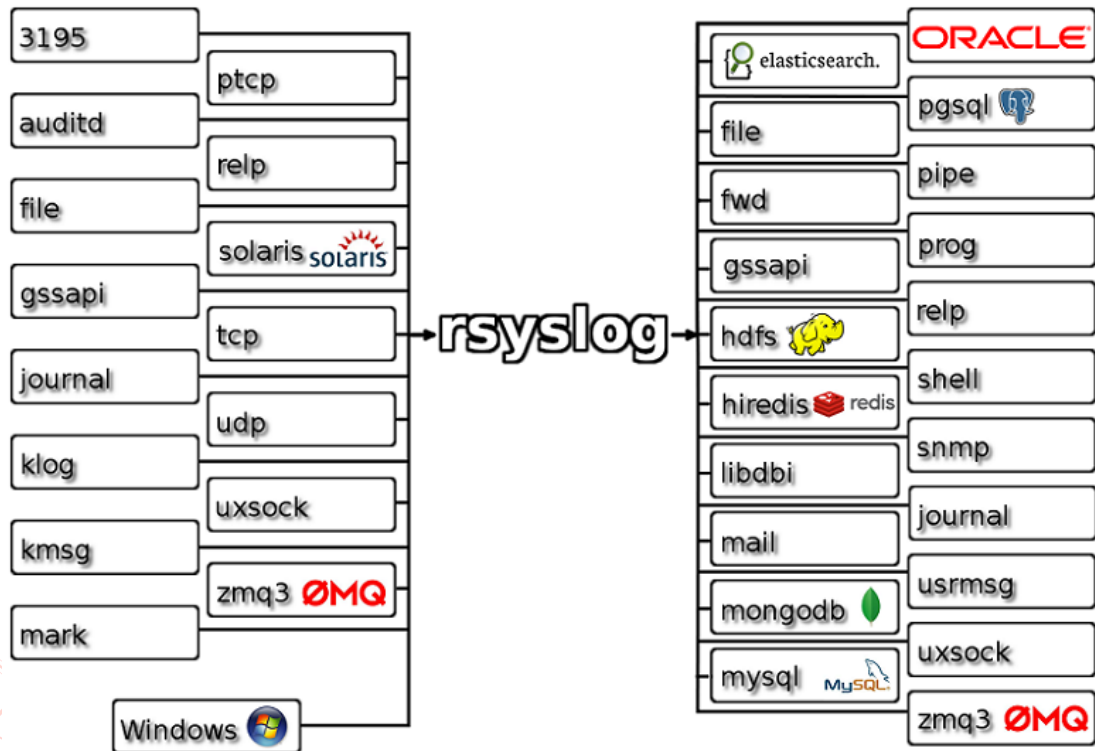 3195
auditd
file
gssapi
journal
klog
kmsg
mark
ptcp
relp
solaris solaris
tcp
udp
uxsock
zmq3 ØMQ
Windows
rsyslog
elasticsearch.
file
fwd
gssapi
hdfs
hiredis redis
libdbi
mail
mongodb
mysql MySQL®
ORACLE®
pgsql
pipe
prog
relp
shell
snmp
journal
usrmsg
uxsock
zmq3 ØMQ